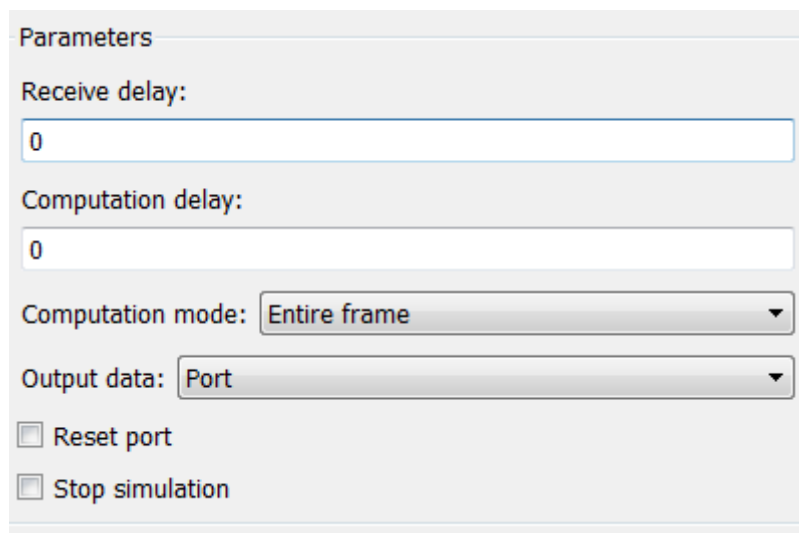 Parameters
Receive delay:
0
Computation delay:
0
Computation mode: Entire frame
Output data: Port
Reset port
Stop simulation